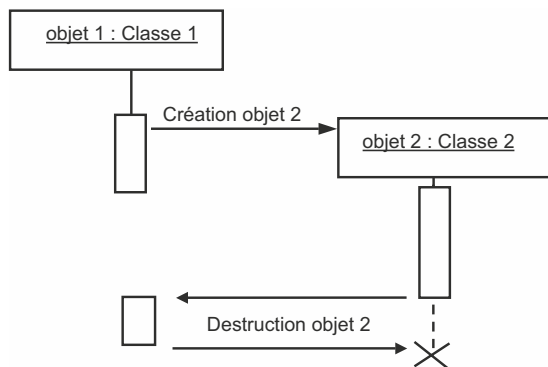 objet 1 : Classe 1
Création objet 2
objet 2 : Classe 2
Destruction objet 2